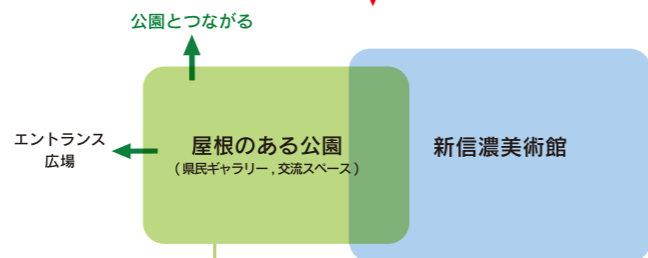 公園とつながる
エントランス
広場
屋根のある公園
（県民ギャラリー , 交流スペース）
新信濃美術館